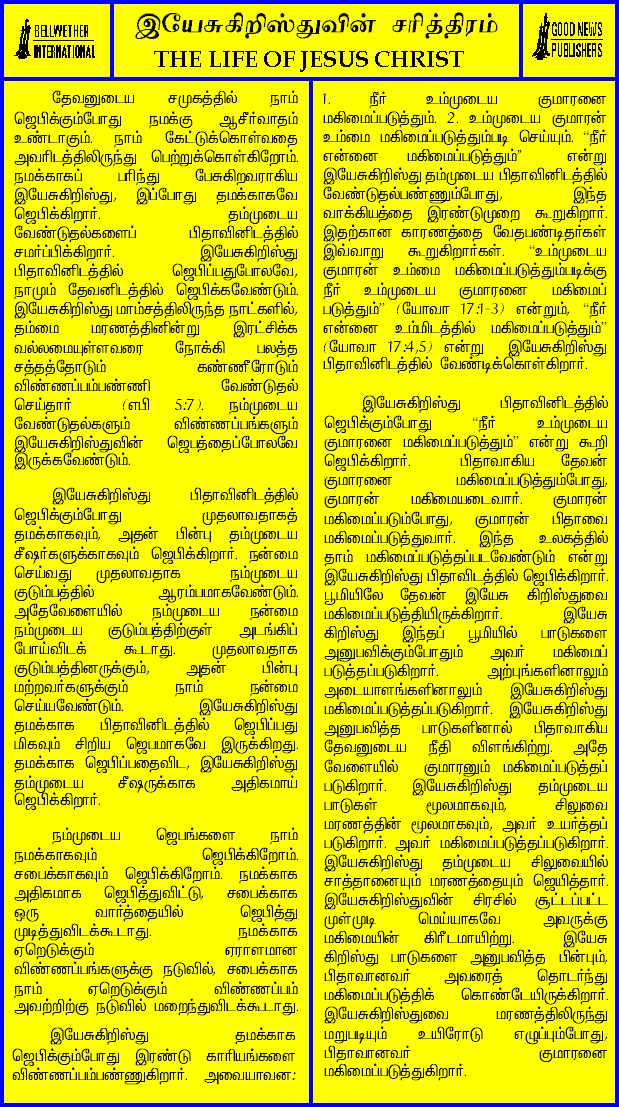 BELLWETHER
INTERNATIONAL
இயேசுகிறிஸ்துவின் சரித்திரம்
THE LIFE OF JESUS CHRIST
GOOD NEWS
PUBLISHERS
தேவனுடைய சமுகத்தில் நாம்
ஜெபிக்கும்போது நமக்கு ஆசீர்வாதம்
உண்டாகும். நாம் கேட்டுக்கொள்வதை
அவரிடத்திலிருந்து பெற்றுக்கொள்கிறோம்.
நமக்காகப் பரிந்து பேசுகிறவராகிய
இயேசுகிறிஸ்து, இப்போது தமக்காகவே
ஜெபிக்கிறார். தம்முடைய
வேண்டுதல்களைப் பிதாவினிடத்தில்
சமர்ப்பிக்கிறார். இயேசுகிறிஸ்து
பிதாவினிடத்தில் ஜெபிப்பதுபோலவே,
நாமும் தேவனிடத்தில் ஜெபிக்கவேண்டும்.
இயேசுகிறிஸ்து மாம்சத்திலிருந்த நாட்களில்,
தம்மை மரணத்தினின்று இரட்சிக்க
வல்லமையுள்ளவரை நோக்கி பலத்த
சத்தத்தோடும் கண்ணீரோடும்
விண்ணப்பம்பண்ணி வேண்டுதல்
செய்தார் (எபி 5:7). நம்முடைய
வேண்டுதல்களும் விண்ணப்பங்களும்
இயேசுகிறிஸ்துவின் ஜெபத்தைப்போலவே
இருக்கவேண்டும்.
இயேசுகிறிஸ்து பிதாவினிடத்தில்
ஜெபிக்கும்போது முதலாவதாகத்
தமக்காகவும், அதன் பின்பு தம்முடைய
சீஷர்களுக்காகவும் ஜெபிக்கிறார். நன்மை
செய்வது முதலாவதாக நம்முடைய
குடும்பத்தில் ஆரம்பமாகவேண்டும்.
அதேவேளையில் நம்முடைய நன்மை
நம்முடைய குடும்பத்திற்குள் அடங்கிப்
போய்விடக் கூடாது. முதலாவதாக
குடும்பத்தினருக்கும், அதன் பின்பு
மற்றவர்களுக்கும் நாம் நன்மை
செய்யவேண்டும். இயேசுகிறிஸ்து
தமக்காக பிதாவினிடத்தில் ஜெபிப்பது
மிகவும் சிறிய ஜெபமாகவே இருக்கிறது.
தமக்காக ஜெபிப்பதைவிட, இயேசுகிறிஸ்து
தம்முடைய சீஷருக்காக அதிகமாய்
ஜெபிக்கிறார்.
நம்முடைய ஜெபங்களை நாம்
நமக்காகவும் ஜெபிக்கிறோம்.
சபைக்காகவும் ஜெபிக்கிறோம். நமக்காக
அதிகமாக ஜெபித்துவிட்டு, சபைக்காக
ஒரு வார்த்தையில் ஜெபித்து
முடித்துவிடக்கூடாது. நமக்காக
ஏறெடுக்கும் ஏராளமான
விண்ணப்பங்களுக்கு நடுவில், சபைக்காக
நாம் ஏறெடுக்கும் விண்ணப்பம்
அவற்றிற்கு நடுவில் மறைந்துவிடக்கூடாது.
இயேசுகிறிஸ்து தமக்காக
ஜெபிக்கும்போது இரண்டு காரியங்களை
விண்ணப்பம்பண்ணுகிறார். அவையாவன:
1. நீர் உம்முடைய குமாரனை
மகிமைப்படுத்தும். 2. உம்முடைய குமாரன்
உம்மை மகிமைப்படுத்தும்படி செய்யும். "நீர்
என்னை மகிமைப்படுத்தும்" என்று
இயேசுகிறிஸ்து தம்முடைய பிதாவினிடத்தில்
வேண்டுதல்பண்ணும்போது, இந்த
வாக்கியத்தை இரண்டுமுறை கூறுகிறார்.
இதற்கான காரணத்தை வேதபண்டிதர்கள்
இவ்வாறு கூறுகிறார்கள். "உம்முடைய
குமாரன் உம்மை மகிமைப்படுத்தும்படிக்கு
நீர் உம்முடைய குமாரனை மகிமைப்
படுத்தும்" (யோவா 17:1-3) என்றும், "நீர்
என்னை உம்மிடத்தில் மகிமைப்படுத்தும்"
(யோவா 17:4,5) என்று இயேசுகிறிஸ்து
பிதாவினிடத்தில் வேண்டிக்கொள்கிறார்.
இயேசுகிறிஸ்து பிதாவினிடத்தில்
ஜெபிக்கும்போது "நீர் உம்முடைய
குமாரனை மகிமைப்படுத்தும்" என்று கூறி
ஜெபிக்கிறார். பிதாவாகிய தேவன்
குமாரனை மகிமைப்படுத்தும்போது,
குமாரன் மகிமையடைவார். குமாரன்
மகிமைப்படும்போது, குமாரன் பிதாவை
மகிமைப்படுத்துவார். இந்த உலகத்தில்
தாம் மகிமைப்படுத்தப்படவேண்டும் என்று
இயேசுகிறிஸ்து பிதாவிடத்தில் ஜெபிக்கிறார்.
பூமியிலே தேவன் இயேசு கிறிஸ்துவை
மகிமைப்படுத்தியிருக்கிறார். இயேசு
கிறிஸ்து இந்தப் பூமியில் பாடுகளை
அனுபவிக்கும்போதும் அவர் மகிமைப்
படுத்தப்படுகிறார். அற்புங்களினாலும்
அடையாளங்களினாலும் இயேசுகிறிஸ்து
மகிமைப்படுத்தப்படுகிறார். இயேசுகிறிஸ்து
அனுபவித்த பாடுகளினால் பிதாவாகிய
தேவனுடைய நீதி விளங்கிற்று. அதே
வேளையில் குமாரனும் மகிமைப்படுத்தப்
படுகிறார். இயேசுகிறிஸ்து தம்முடைய
பாடுகள் மூலமாகவும், சிலுவை
மரணத்தின் மூலமாகவும், அவர் உயர்த்தப்
படுகிறார். அவர் மகிமைப்படுத்தப்படுகிறார்.
இயேசுகிறிஸ்து தம்முடைய சிலுவையில்
சாத்தானையும் மரணத்தையும் ஜெயித்தார்.
இயேசுகிறிஸ்துவின் சிரசில் சூட்டப்பட்ட
முள்முடி மெய்யாகவே அவருக்கு
மகிமையின் கிரீடமாயிற்று. இயேசு
கிறிஸ்து பாடுகளை அனுபவித்த பின்பும்,
பிதாவானவர் அவரைத் தொடர்ந்து
மகிமைப்படுத்திக் கொண்டேயிருக்கிறார்.
இயேசுகிறிஸ்துவை மரணத்திலிருந்து
மறுபடியும் உயிரோடு எழுப்பும்போது,
பிதாவானவர் குமாரனை
மகிமைப்படுத்துகிறார்.